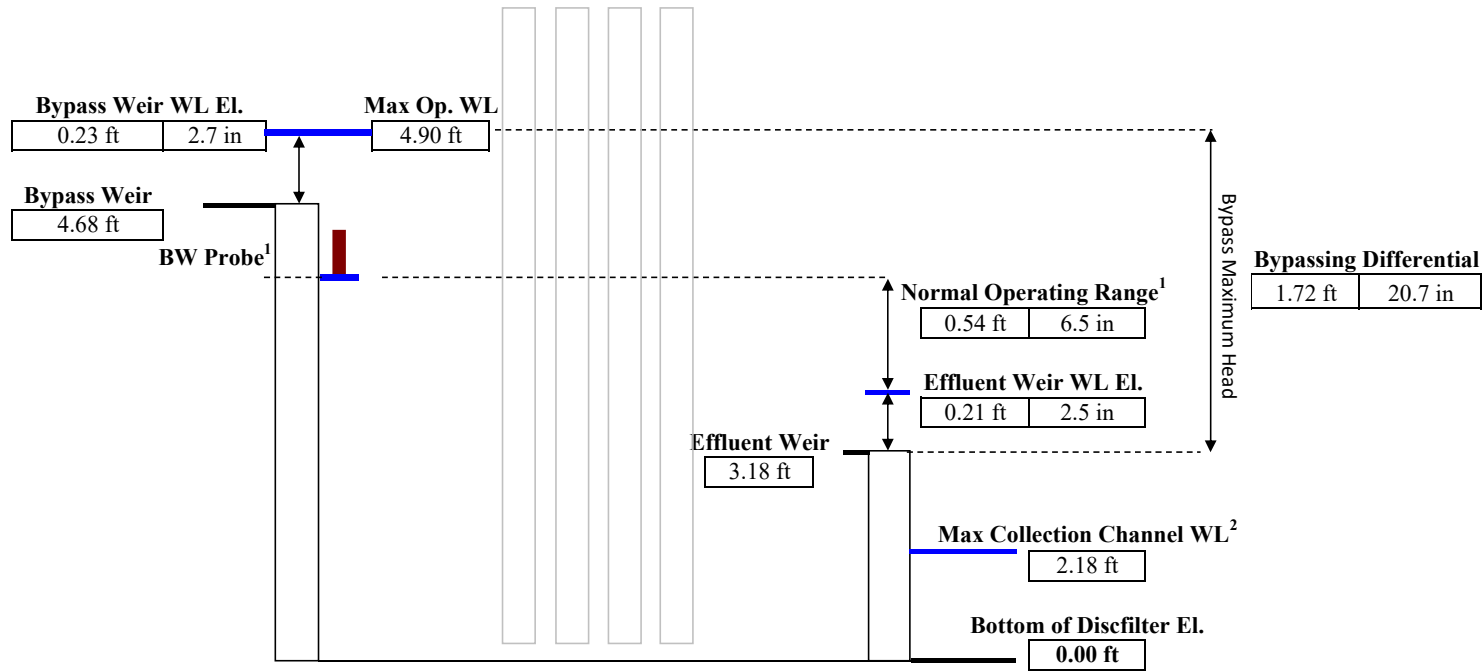 Bypass Weir WL El.
0.23 ft 2.7 in
Max Op. WL
4.90 ft
Bypass Weir
4.68 ft
BW Probe¹
Normal Operating Range¹
0.54 ft 6.5 in
Effluent Weir WL El.
0.21 ft 2.5 in
Effluent Weir
3.18 ft
Bypass Maximum Head
Bypassing Differential
1.72 ft 20.7 in
Max Collection Channel WL²
2.18 ft
Bottom of Discfilter El.
0.00 ft